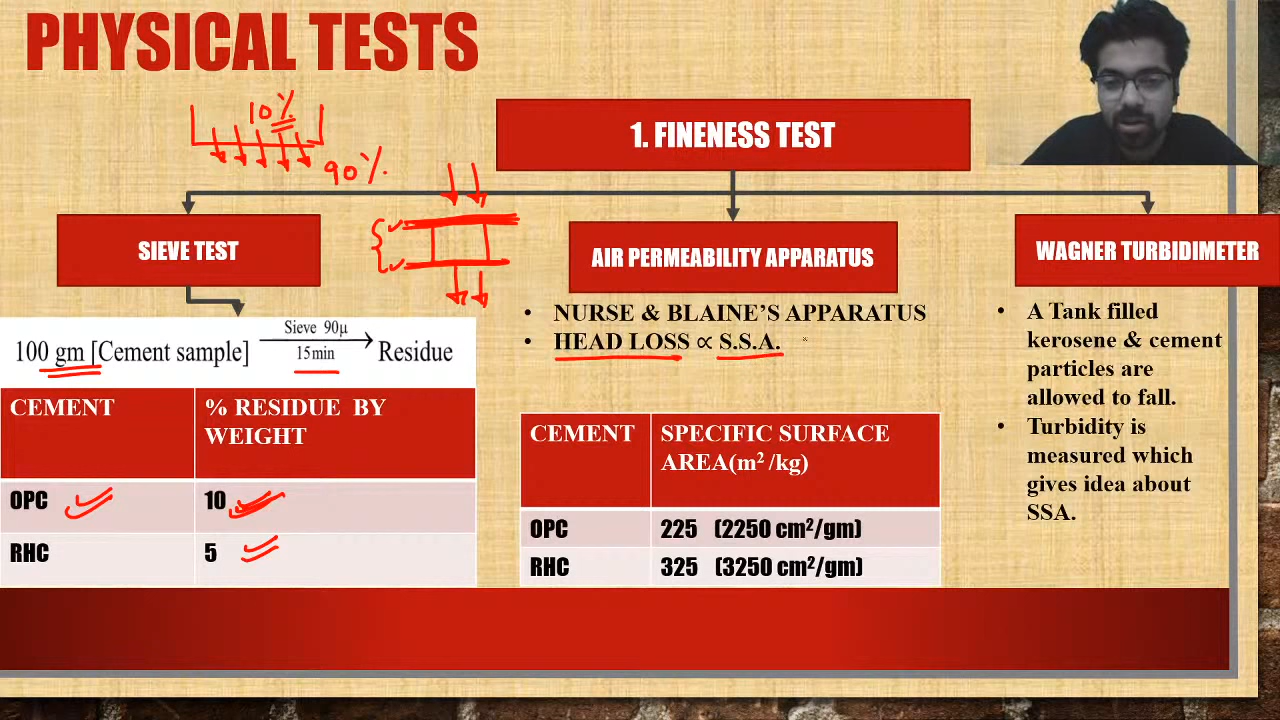 PHYSICAL TESTS
10%
90%
1. FINENESS TEST
SIEVE TEST
100 gm [Cement sample] Sieve 90μ 15min Residue
CEMENT % RESIDUE BY
WEIGHT
OPC 10
RHC 5
AIR PERMEABILITY APPARATUS
• NURSE & BLAINE'S APPARATUS
• HEAD LOSS ∝ S.S.A.
CEMENT SPECIFIC SURFACE
AREA(m²/kg)
OPC 225 (2250 cm²/gm)
RHC 325 (3250 cm²/gm)
WAGNER TURBIDIMETER
• A Tank filled
kerosene & cement
particles are
allowed to fall.
• Turbidity is
measured which
gives idea about
SSA.